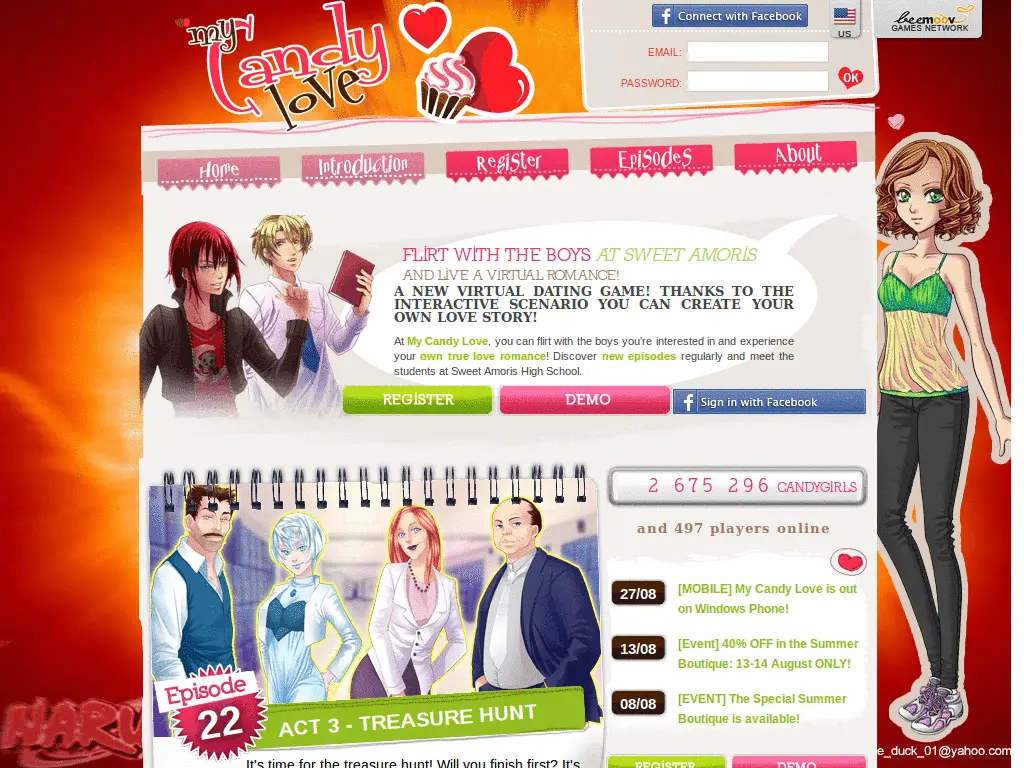 my Candy love
Connect with Facebook
US
beemoov
GAMES NETWORK
EMAIL:
PASSWORD:
OK
Home
Introduction
Register
Episodes
About
FLIRT WITH THE BOYS AT SWEET AMORIS
AND LIVE A VIRTUAL ROMANCE!
A NEW VIRTUAL DATING GAME! THANKS TO THE
INTERACTIVE SCENARIO YOU CAN CREATE YOUR
OWN LOVE STORY!
At My Candy Love, you can flirt with the boys you're interested in and experience
your own true love romance! Discover new episodes regularly and meet the
students at Sweet Amoris High School.
REGISTER
DEMO
Sign in with Facebook
2 675 296 CANDYGIRLS
and 497 players online
27/08
[MOBILE] My Candy Love is out
on Windows Phone!
13/08
[Event] 40% OFF in the Summer
Boutique: 13-14 August ONLY!
08/08
[EVENT] The Special Summer
Boutique is available!
Episode
22
ACT 3 - TREASURE HUNT
It's time for the treasure hunt! Will you finish first? It's
REGISTER
DEMO
NARU
e_duck_01@yahoo.com